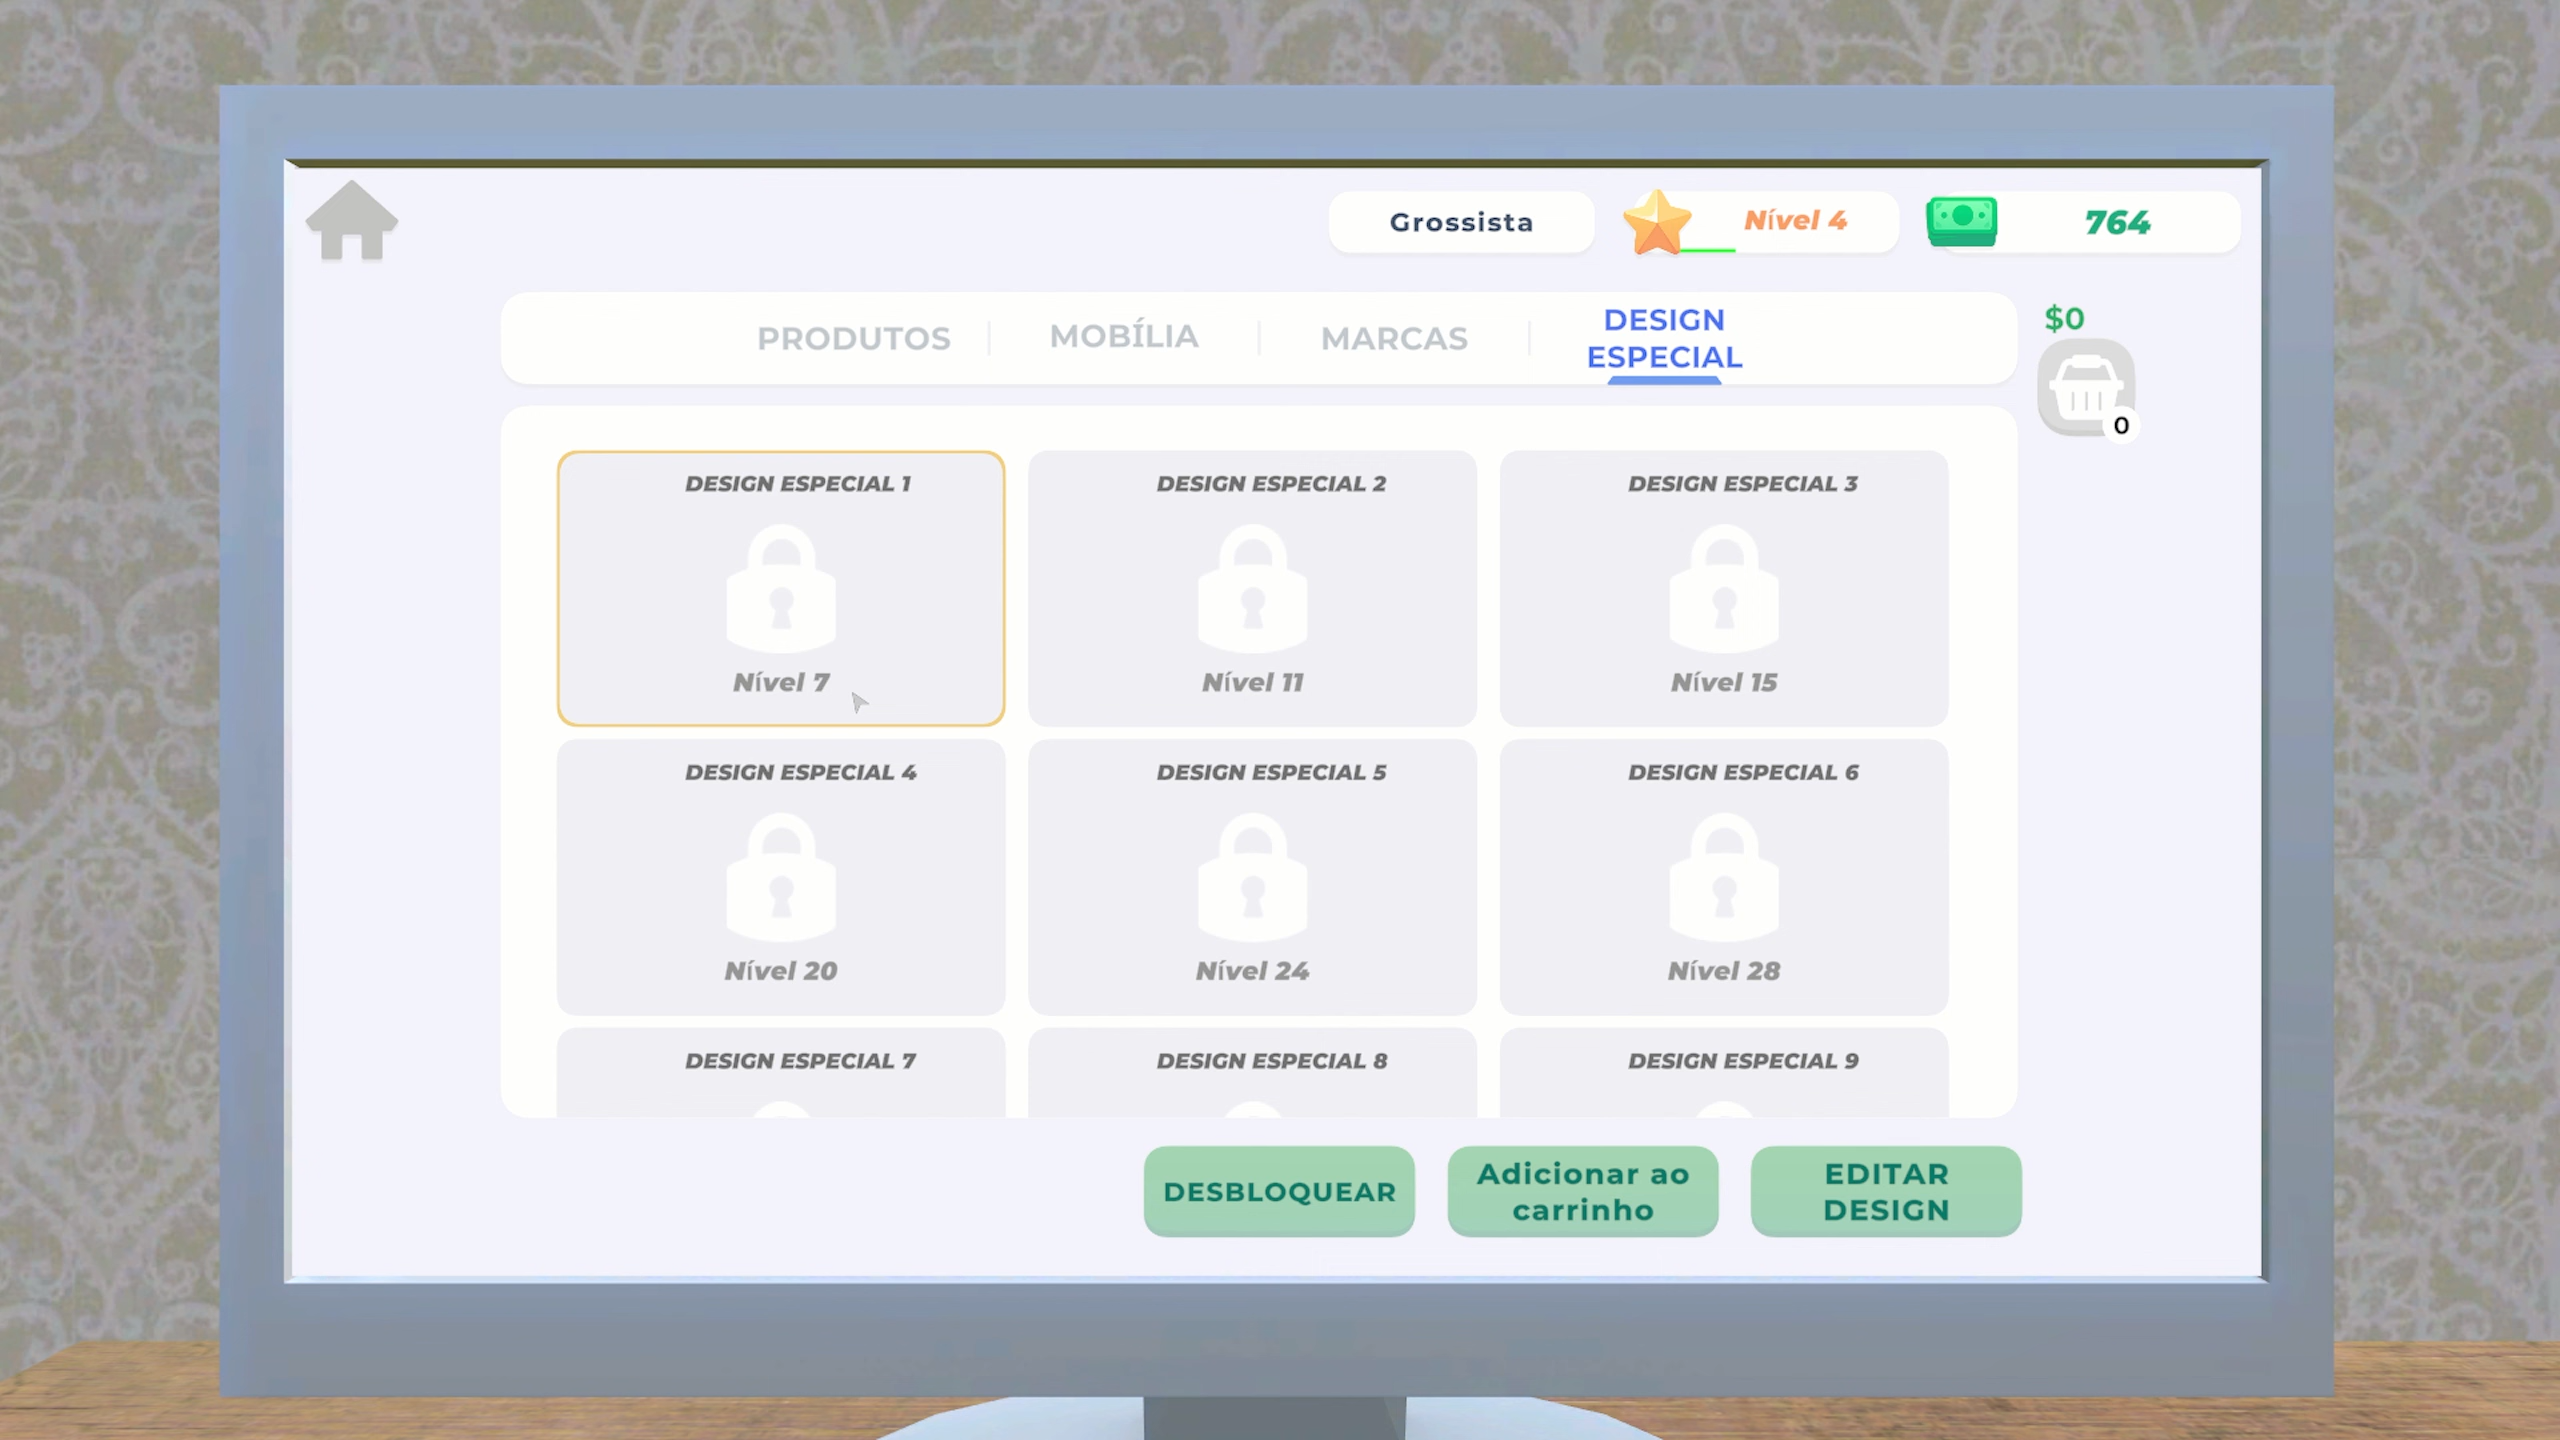 Grossista
Nível 4
764
PRODUTOS
MOBÍLIA
MARCAS
DESIGN
ESPECIAL
$0
0
DESIGN ESPECIAL 1
Nível 7
DESIGN ESPECIAL 2
Nível 11
DESIGN ESPECIAL 3
Nível 15
DESIGN ESPECIAL 4
Nível 20
DESIGN ESPECIAL 5
Nível 24
DESIGN ESPECIAL 6
Nível 28
DESIGN ESPECIAL 7
DESIGN ESPECIAL 8
DESIGN ESPECIAL 9
DESBLOQUEAR
Adicionar ao
carrinho
EDITAR
DESIGN